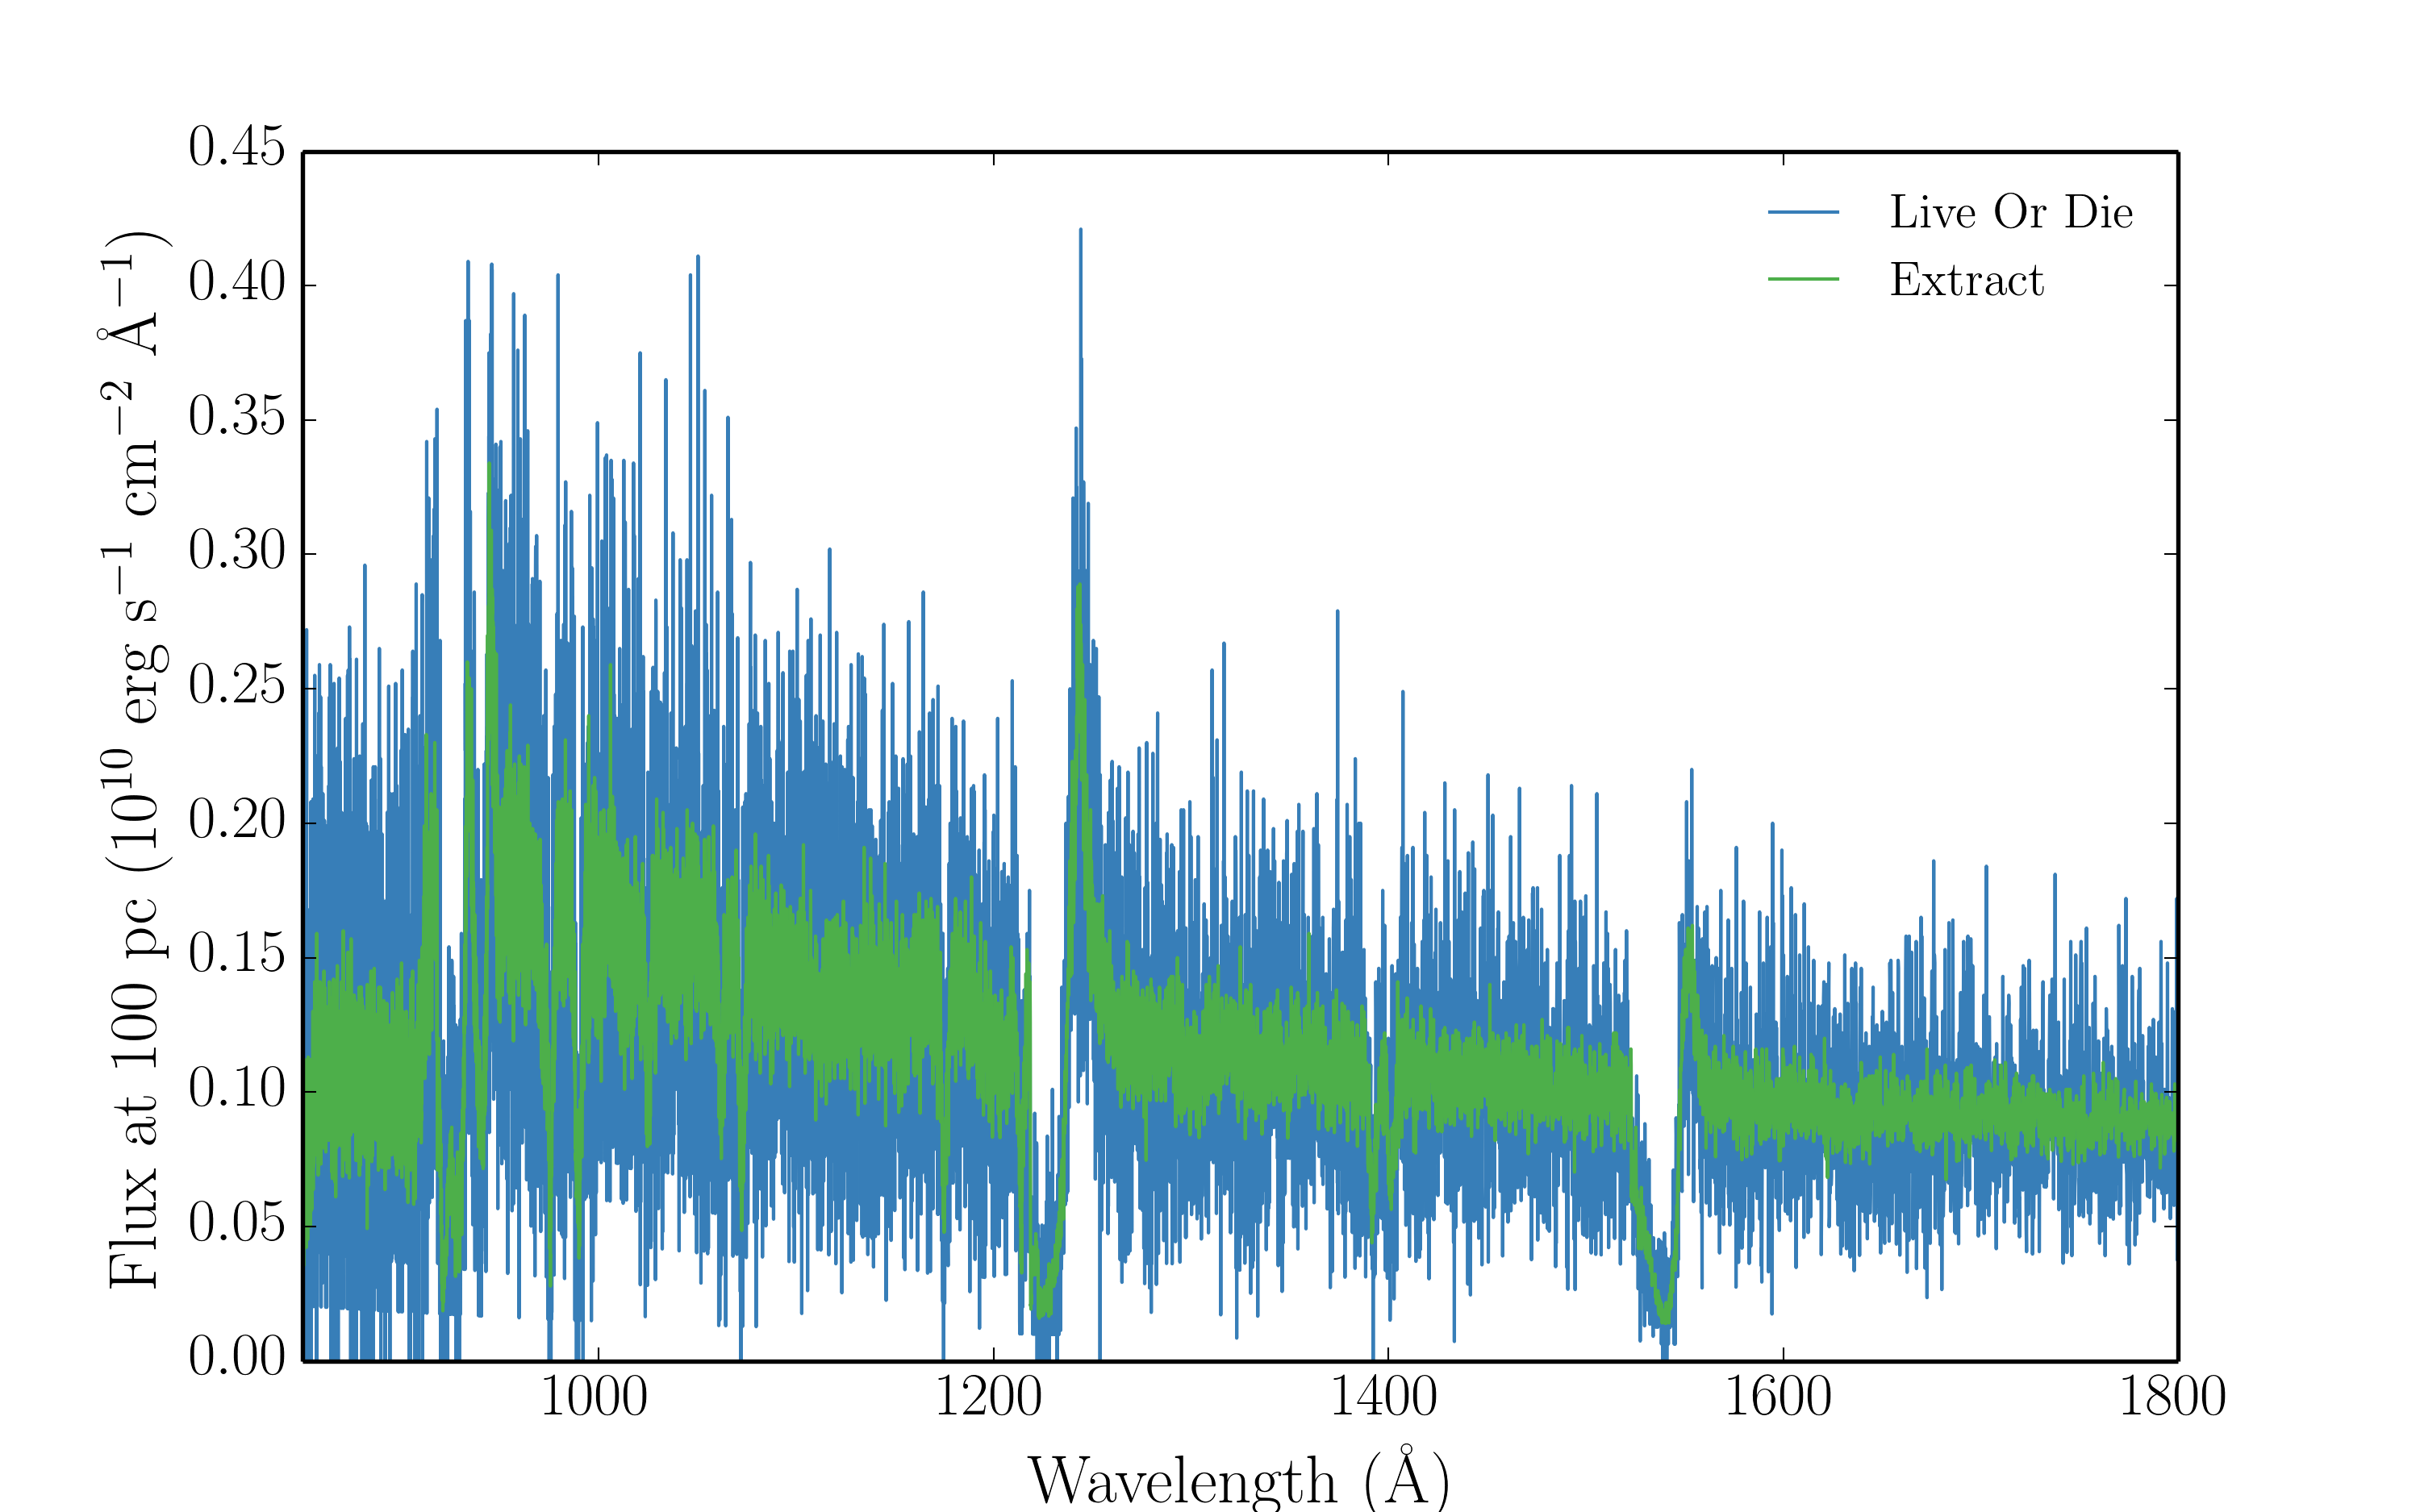 0.45
0.40
0.35
0.30
0.25
0.20
0.15
0.10
0.05
0.00
Flux at 100 pc (10¹⁰ erg s⁻¹ cm⁻² Å⁻¹)
Live Or Die
Extract
1000 1200 1400 1600 1800
Wavelength (Å)